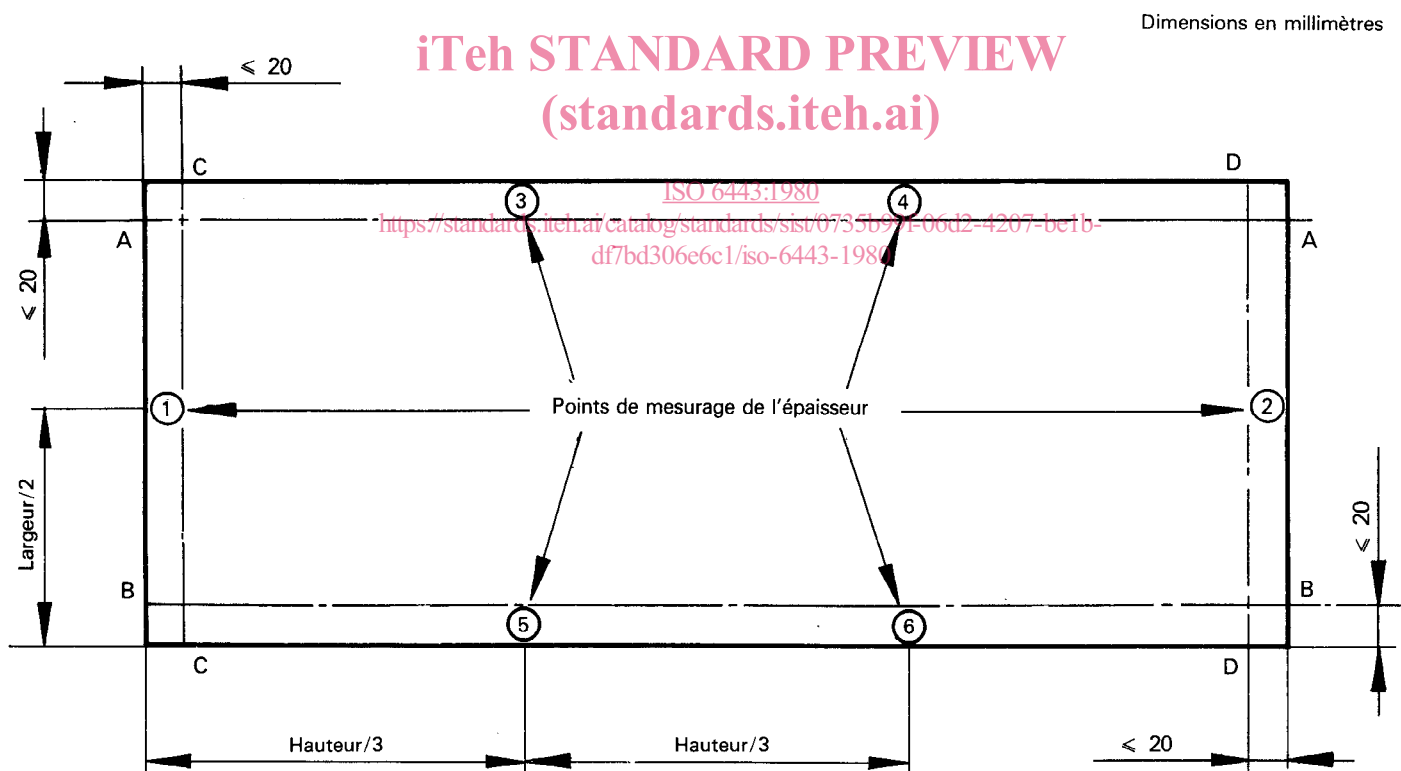 Dimensions en millimètres
iTeh STANDARD PREVIEW
(standards.iteh.ai)
⩽ 20
C
D
3
4
ISO 6443:1980
https://standards.iteh.ai/catalog/standards/sist/0735b99f-06d2-4207-be1b-
df7bd306e6c1/iso-6443-1980
A
A
⩽ 20
1
Points de mesurage de l'épaisseur
2
Largeur/2
⩽ 20
B
B
5
6
C
D
Hauteur/3
Hauteur/3
⩽ 20